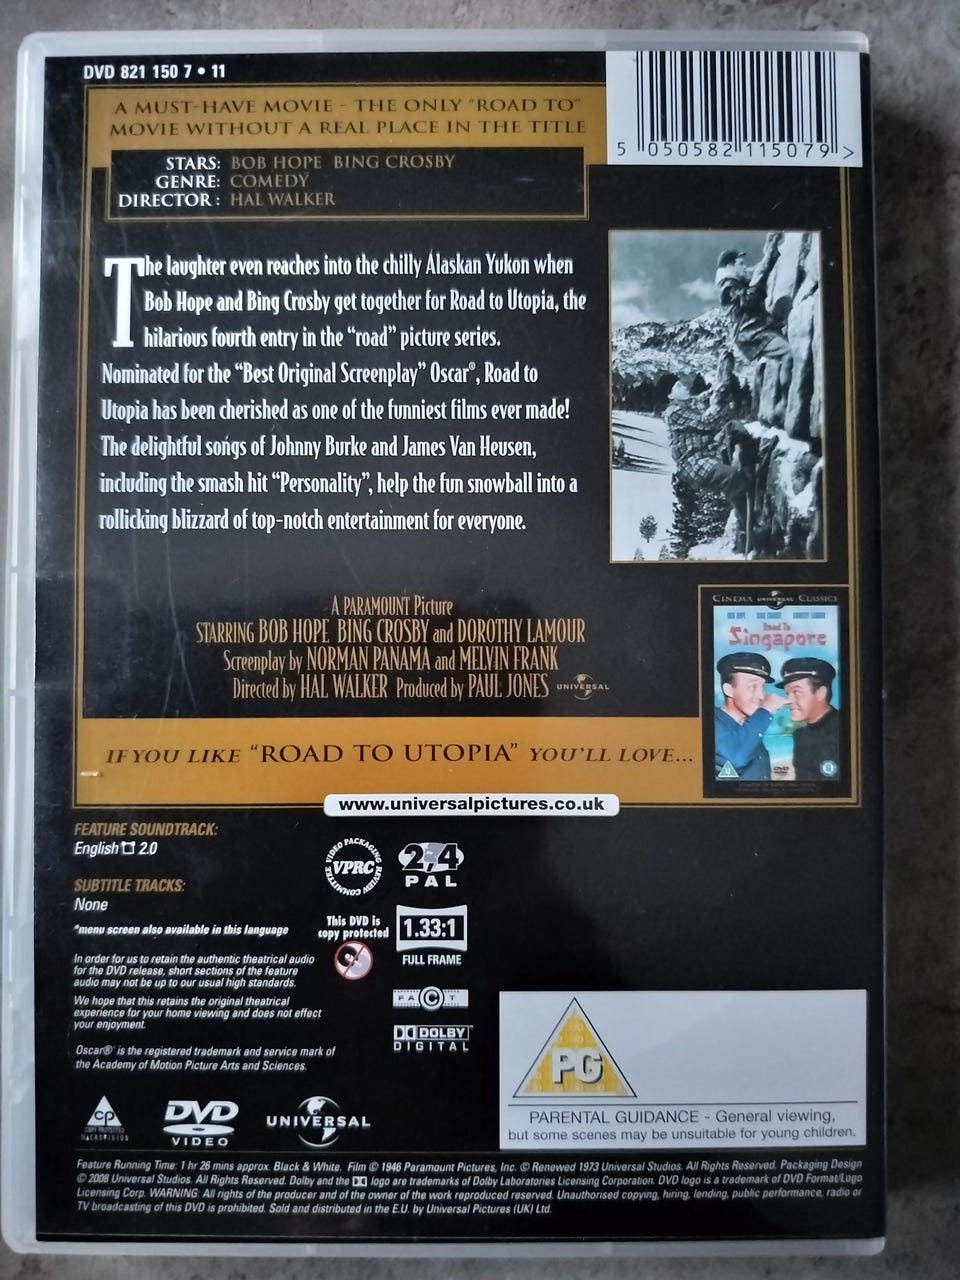 DVD 821 150 7 • 11
5 050582 115079 >
A MUST-HAVE MOVIE - THE ONLY "ROAD TO"
MOVIE WITHOUT A REAL PLACE IN THE TITLE
STARS: BOB HOPE BING CROSBY
GENRE: COMEDY
DIRECTOR: HAL WALKER
The laughter even reaches into the chilly Alaskan Yukon when
Bob Hope and Bing Crosby get together for Road to Utopia, the
hilarious fourth entry in the “road” picture series.
Nominated for the “Best Original Screenplay” Oscar®, Road to
Utopia has been cherished as one of the funniest films ever made!
The delightful songs of Johnny Burke and James Van Heusen,
including the smash hit “Personality”, help the fun snowball into a
rollicking blizzard of top-notch entertainment for everyone.
A PARAMOUNT Picture
STARRING BOB HOPE BING CROSBY and DOROTHY LAMOUR
Screenplay by NORMAN PANAMA and MELVIN FRANK
Directed by HAL WALKER Produced by PAUL JONES UNIVERSAL
CINEMA UNIVERSAL CLASSICS
BOB HOPE BING CROSBY DOROTHY LAMOUR
Road To
Singapore
U
DVD
IF YOU LIKE “ROAD TO UTOPIA” YOU'LL LOVE...
www.universalpictures.co.uk
FEATURE SOUNDTRACK:
English 2.0
SUBTITLE TRACKS:
None
*menu screen also available in this language
In order for us to retain the authentic theatrical audio
for the DVD release, short sections of the feature
audio may not be up to our usual high standards.
We hope that this retains the original theatrical
experience for your home viewing and does not effect
your enjoyment.
Oscar® is the registered trademark and service mark of
the Academy of Motion Picture Arts and Sciences.
VIDEO PACKAGING REVIEW COMMITTEE
VPRC
2,4
PAL
This DVD is
copy protected
1.33:1
FULL FRAME
FACT
DOLBY
DIGITAL
PG
PARENTAL GUIDANCE - General viewing,
but some scenes may be unsuitable for young children.
cp
COPY PROTECTED
MACROVISION
DVD
VIDEO
UNIVERSAL
Feature Running Time: 1 hr 26 mins approx. Black & White. Film © 1946 Paramount Pictures, Inc. © Renewed 1973 Universal Studios. All Rights Reserved. Packaging Design
© 2008 Universal Studios. All Rights Reserved. Dolby and the logo are trademarks of Dolby Laboratories Licensing Corporation. DVD logo is a trademark of DVD Format/Logo
Licensing Corp. WARNING: All rights of the producer and of the owner of the work reproduced reserved. Unauthorised copying, hiring, lending, public performance, radio or
TV broadcasting of this DVD is prohibited. Sold and distributed in the E.U. by Universal Pictures (UK) Ltd.